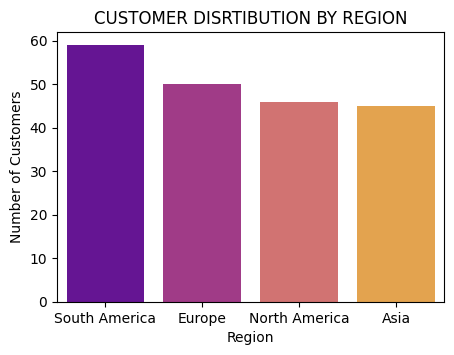 CUSTOMER DISRTIBUTION BY REGION
60
50
40
30
20
10
0
Number of Customers
South America Europe North America Asia
Region